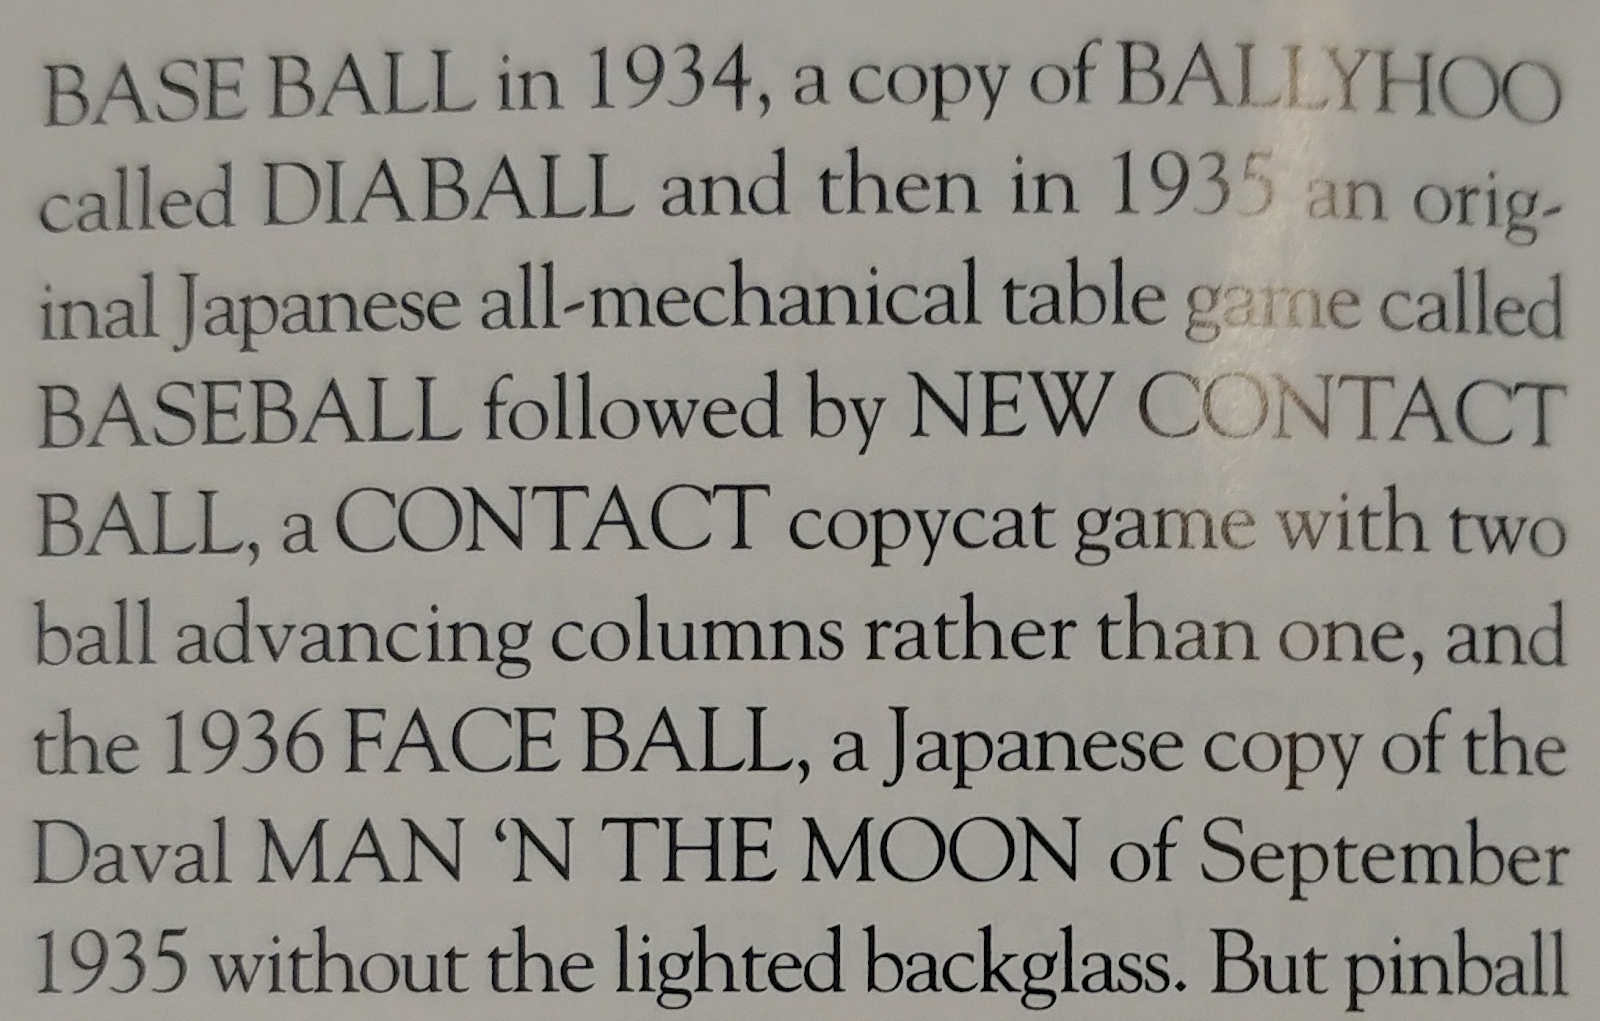 BASE BALL in 1934, a copy of BALLYHOO
called DIABALL and then in 1935 an orig-
inal Japanese all-mechanical table game called
BASEBALL followed by NEW CONTACT
BALL, a CONTACT copycat game with two
ball advancing columns rather than one, and
the 1936 FACE BALL, a Japanese copy of the
Daval MAN ‘N THE MOON of September
1935 without the lighted backglass. But pinball